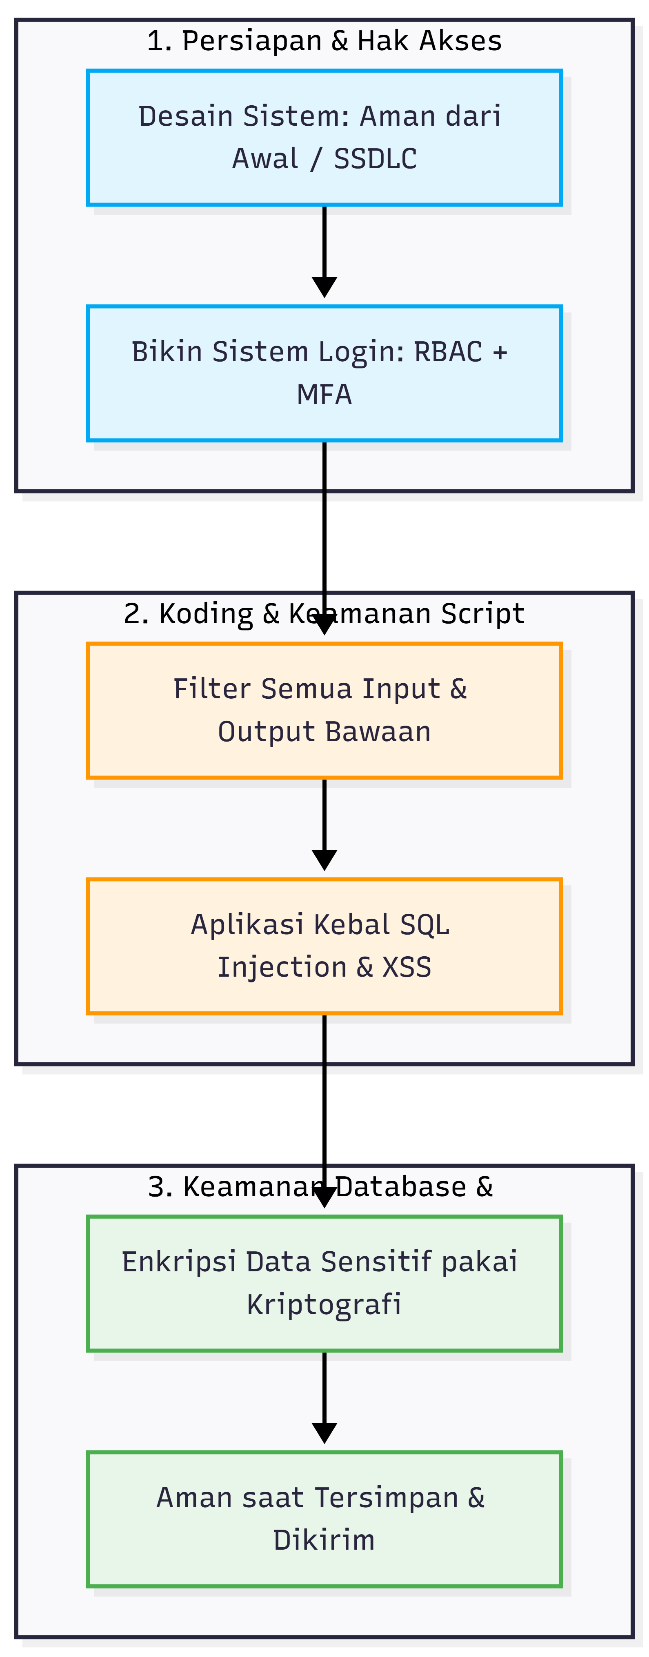 1. Persiapan & Hak Akses
Desain Sistem: Aman dari
Awal / SSDLC
Bikin Sistem Login: RBAC +
MFA
2. Koding & Keamanan Script
Filter Semua Input &
Output Bawaan
Aplikasi Kebal SQL
Injection & XSS
3. Keamanan Database &
Enkripsi Data Sensitif pakai
Kriptografi
Aman saat Tersimpan &
Dikirim